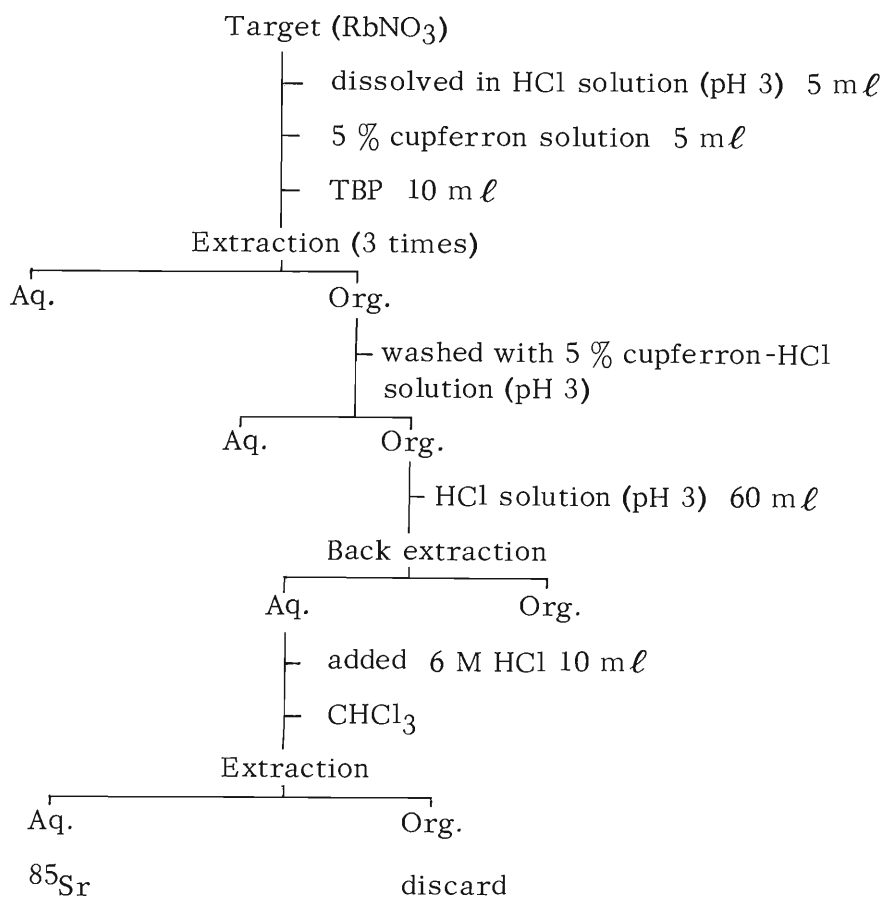 Target (RbNO₃)
dissolved in HCl solution (pH 3) 5 mℓ
5 % cupferron solution 5 mℓ
TBP 10 mℓ
Extraction (3 times)
Aq. Org.
washed with 5 % cupferron-HCl
solution (pH 3)
Aq. Org.
HCl solution (pH 3) 60 mℓ
Back extraction
Aq. Org.
added 6 M HCl 10 mℓ
CHCl₃
Extraction
Aq. Org.
⁸⁵Sr discard